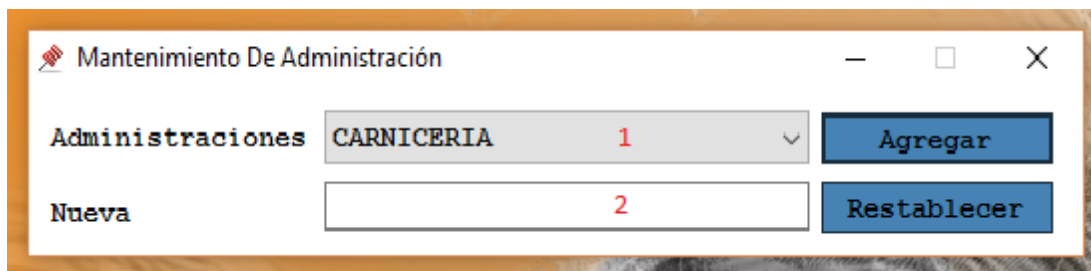 Mantenimiento De Administración
Administraciones CARNICERIA 1 Agregar
Nueva 2 Restablecer